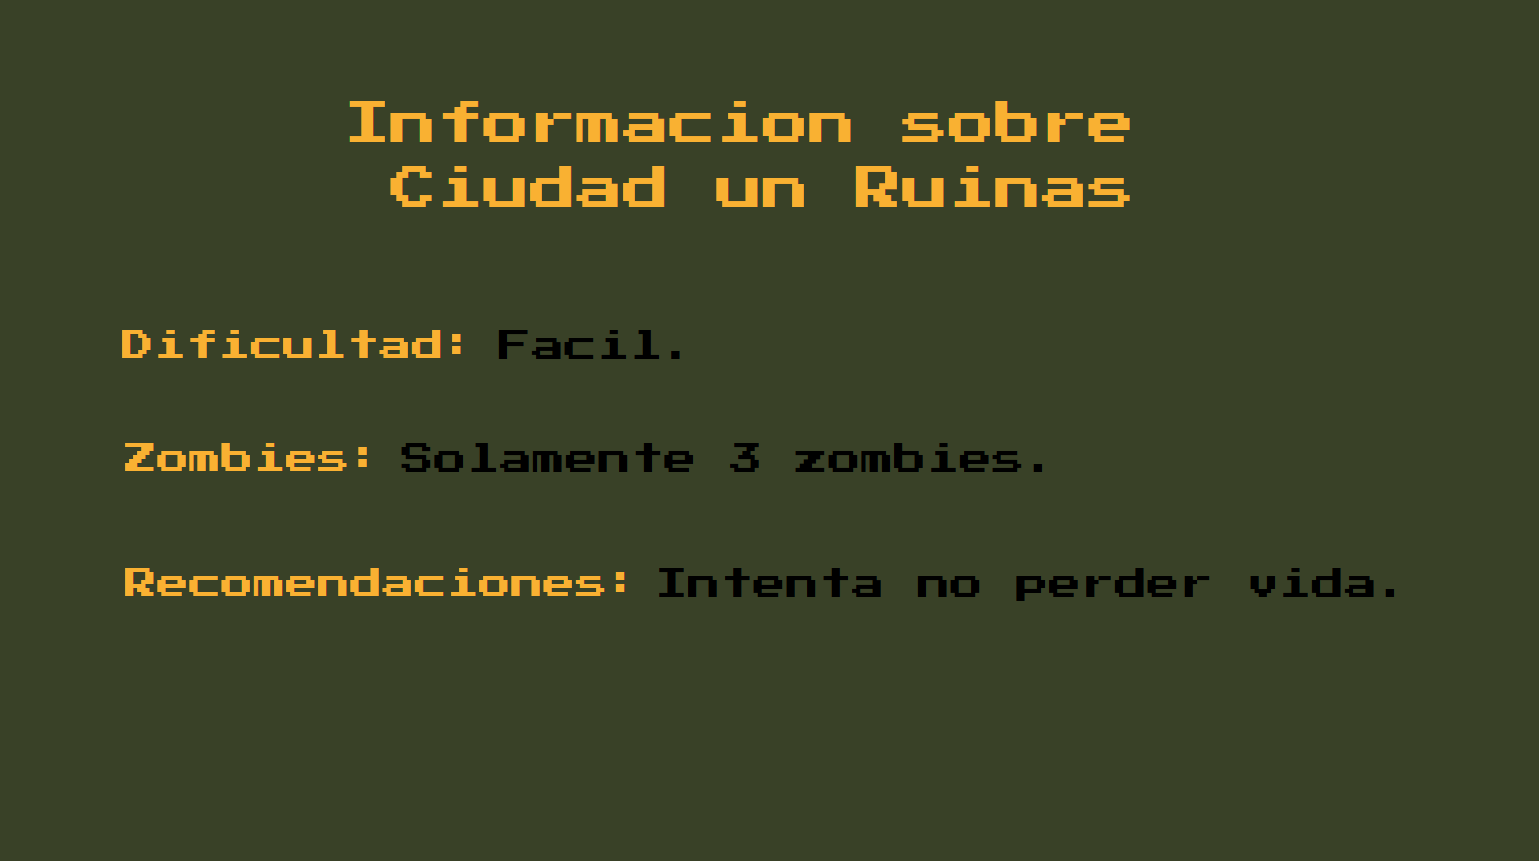 Informacion sobre
Ciudad un Ruinas
Dificultad: Facil.
Zombies: Solamente 3 zombies.
Recomendaciones: Intenta no perder vida.